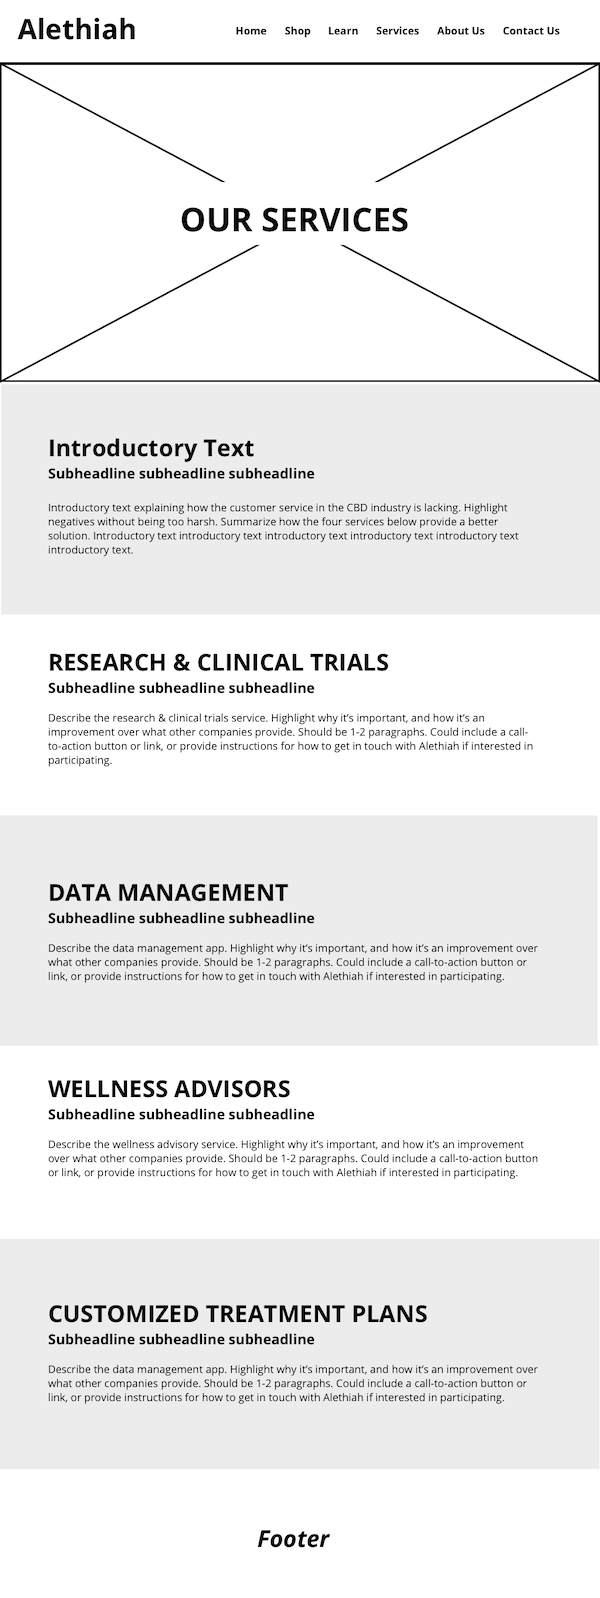 Alethiah
Home Shop Learn Services About Us Contact Us
OUR SERVICES
Introductory Text
Subheadline subheadline subheadline
Introductory text explaining how the customer service in the CBD industry is lacking. Highlight
negatives without being too harsh. Summarize how the four services below provide a better
solution. Introductory text introductory text introductory text introductory text introductory text
introductory text.
RESEARCH & CLINICAL TRIALS
Subheadline subheadline subheadline
Describe the research & clinical trials service. Highlight why it’s important, and how it’s an
improvement over what other companies provide. Should be 1-2 paragraphs. Could include a call-
to-action button or link, or provide instructions for how to get in touch with Alethiah if interested in
participating.
DATA MANAGEMENT
Subheadline subheadline subheadline
Describe the data management app. Highlight why it’s important, and how it’s an improvement over
what other companies provide. Should be 1-2 paragraphs. Could include a call-to-action button or
link, or provide instructions for how to get in touch with Alethiah if interested in participating.
WELLNESS ADVISORS
Subheadline subheadline subheadline
Describe the wellness advisory service. Highlight why it’s important, and how it’s an improvement
over what other companies provide. Should be 1-2 paragraphs. Could include a call-to-action button
or link, or provide instructions for how to get in touch with Alethiah if interested in participating.
CUSTOMIZED TREATMENT PLANS
Subheadline subheadline subheadline
Describe the data management app. Highlight why it’s important, and how it’s an improvement over
what other companies provide. Should be 1-2 paragraphs. Could include a call-to-action button or
link, or provide instructions for how to get in touch with Alethiah if interested in participating.
Footer